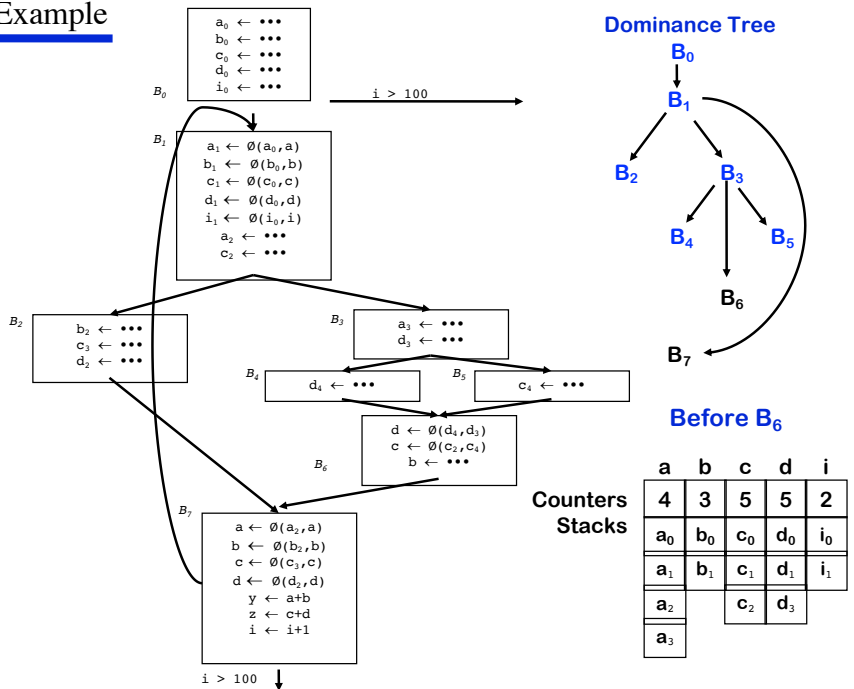 Example
a₀ ← •••
b₀ ← •••
c₀ ← •••
d₀ ← •••
i₀ ← •••
B₀
i > 100
B₁
a₁ ← Ø(a₀,a)
b₁ ← Ø(b₀,b)
c₁ ← Ø(c₀,c)
d₁ ← Ø(d₀,d)
i₁ ← Ø(i₀,i)
a₂ ← •••
c₂ ← •••
B₂
b₂ ← •••
c₃ ← •••
d₂ ← •••
B₃
a₃ ← •••
d₃ ← •••
B₄
d₄ ← •••
B₅
c₄ ← •••
d ← Ø(d₄,d₃)
c ← Ø(c₂,c₄)
b ← •••
B₆
B₇
a ← Ø(a₂,a)
b ← Ø(b₂,b)
c ← Ø(c₃,c)
d ← Ø(d₂,d)
y ← a+b
z ← c+d
i ← i+1
i > 100
Dominance Tree
B₀
B₁
B₂ B₃
B₄ B₅
B₆
B₇
Before B₆
a b c d i
Counters 4 3 5 5 2
Stacks a₀ b₀ c₀ d₀ i₀
a₁ b₁ c₁ d₁ i₁
a₂ c₂ d₃
a₃